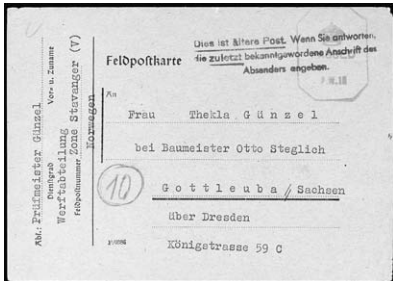 Dies ist ältere Post. Wenn Sie antworten,
die zuletzt bekanntgewordene Anschrift des
Absenders angeben.
Feldpostkarte
An
Frau Thekla Günzel
bei Baumeister Otto Steglich
10
Gottleuba // Sachsen
über Dresden
Königstrasse 59 C
Abs.: Prüfmeister Günzel
Dienstgrad Vor- u. Zuname
Werftabteilung
Feldpostnummer Zone Stavanger (V)
Norwegen